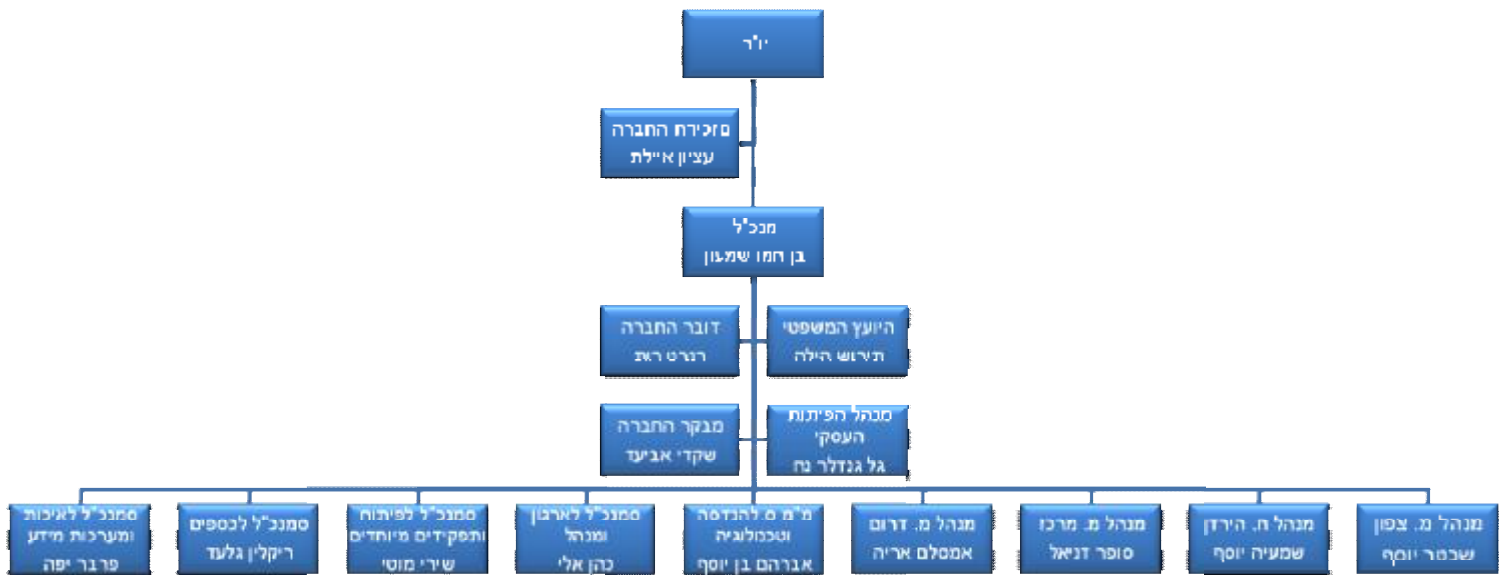 יו"ר
מזכירת החברה
עציון איילת
מנכ"ל
בן חמו שמעון
היועץ המשפטי
תירוש הילה
דובר החברה
מנהל הפיתוח
העסקי
גל גנדלר נח
מבקר החברה
שקדי אביעד
מנהל מ. צפון
שכטר יוסף
מנהל ח. הירדן
שמעיה יוסף
מנהל מ. מרכז
סופר דניאל
מנהל מ. דרום
אמסלם אריה
מ"מ ס.להנדסה
וטכנולוגיה
אברהם בן יוסף
סמנכ"ל לארגון
ומנהל
כהן אלי
סמנכ"ל לפיתוח
ותפקידים מיוחדים
שירי מוטי
סמנכ"ל לכספים
ריקלין גלעד
סמנכ"ל לאיכות
ומערכות מידע
פרבר יפה